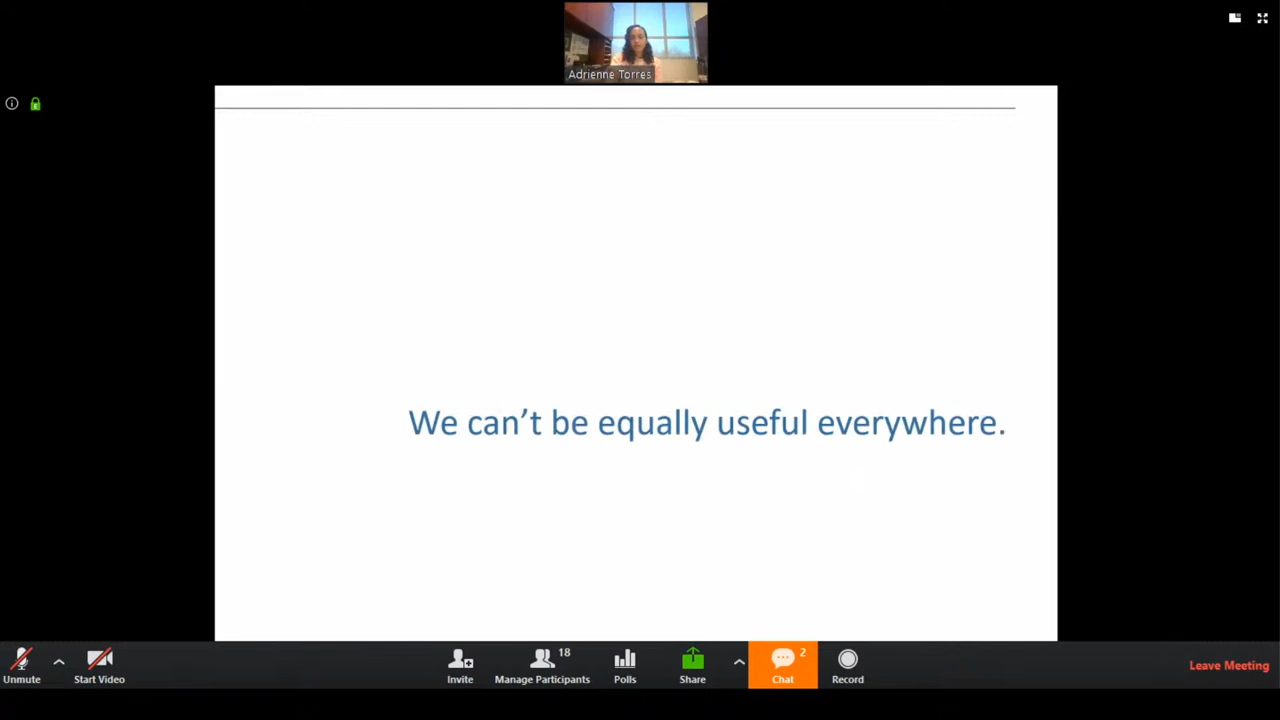 Adrienne Torres
We can't be equally useful everywhere.
18
2
Unmute
Start Video
Invite
Manage Participants
Polls
Share
Chat
Record
Leave Meeting